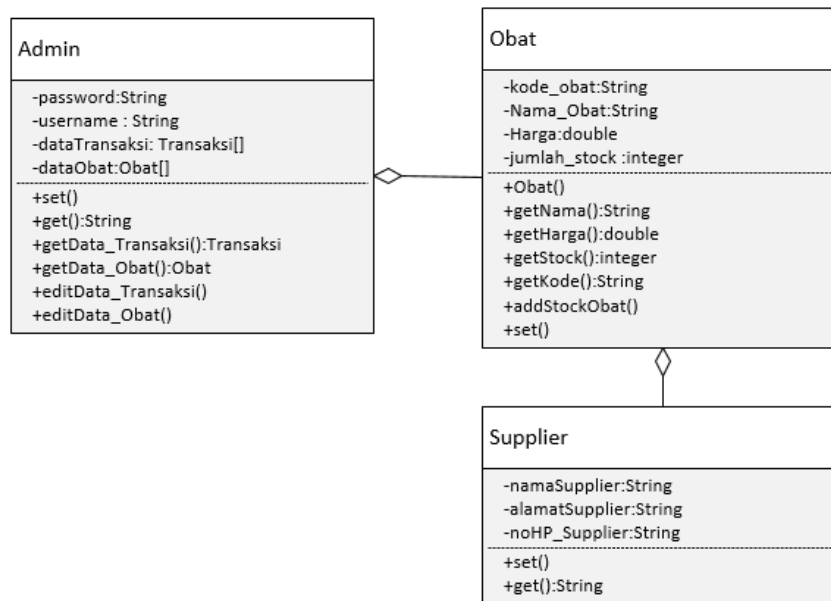 Admin
-password:String
-username : String
-dataTransaksi: Transaksi[]
-dataObat:Obat[]
+set()
+get():String
+getData_Transaksi():Transaksi
+getData_Obat():Obat
+editData_Transaksi()
+editData_Obat()
Obat
-kode_obat:String
-Nama_Obat:String
-Harga:double
-jumlah_stock :integer
+Obat()
+getNama():String
+getHarga():double
+getStock():integer
+getKode():String
+addStockObat()
+set()
Supplier
-namaSupplier:String
-alamatSupplier:String
-noHP_Supplier:String
+set()
+get():String